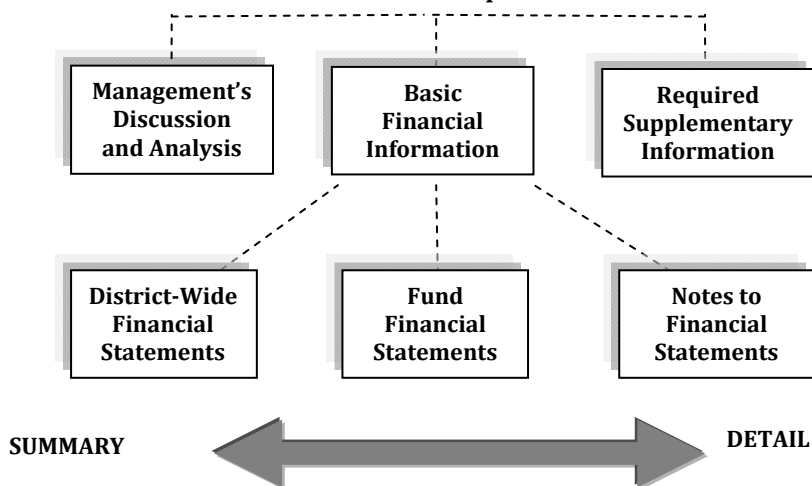 Management’s
Discussion
and Analysis
Basic
Financial
Information
Required
Supplementary
Information
District-Wide
Financial
Statements
Fund
Financial
Statements
Notes to
Financial
Statements
SUMMARY
DETAIL